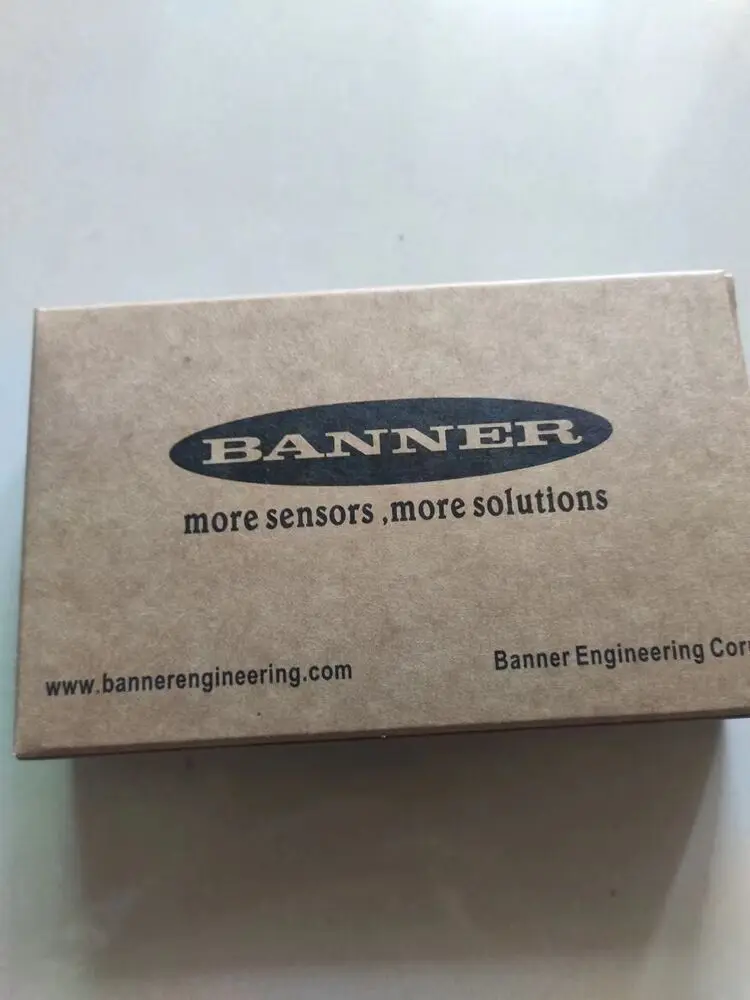 BANNER
more sensors ,more solutions
www.bannerengineering.com
Banner Engineering